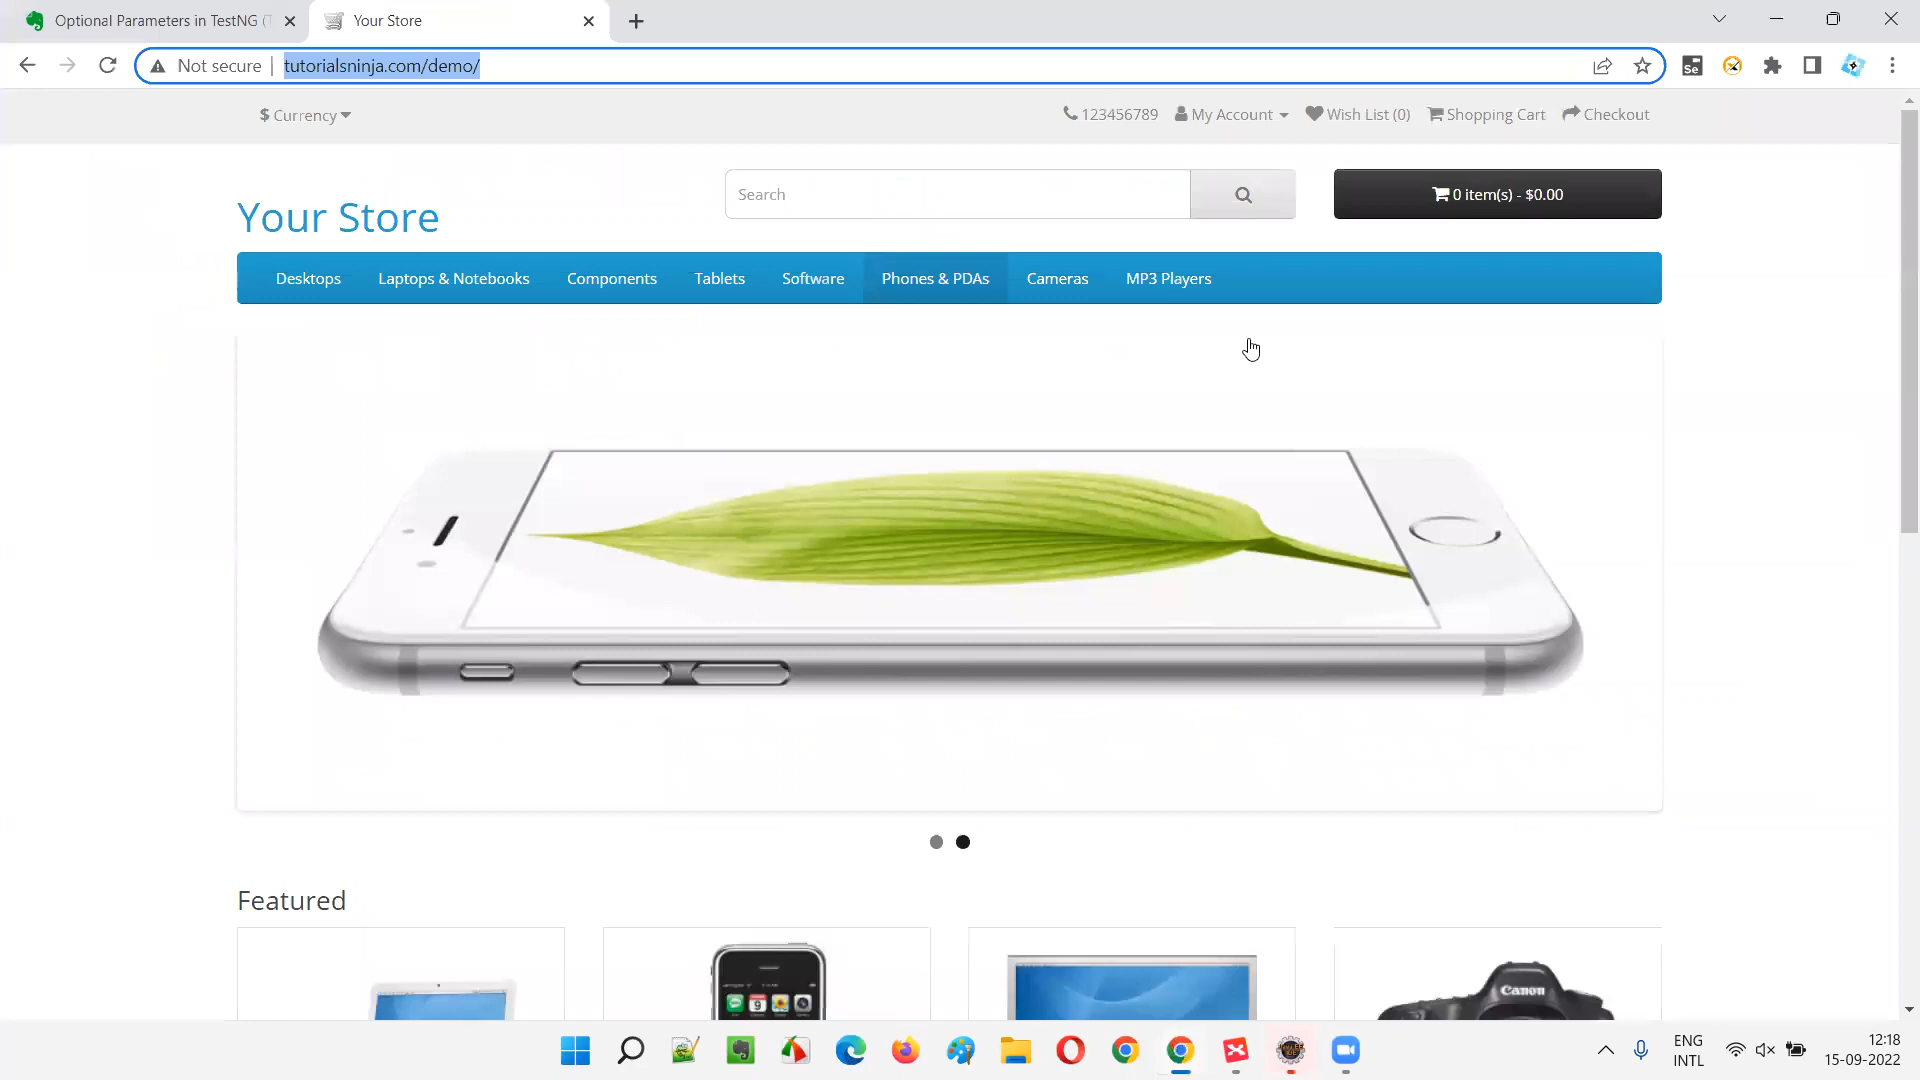 Optional Parameters in TestNG (T
Your Store
Not secure
tutorialsninja.com/demo/
$ Currency
123456789
My Account
Wish List (0)
Shopping Cart
Checkout
Your Store
Search
0 item(s) - $0.00
Desktops
Laptops & Notebooks
Components
Tablets
Software
Phones & PDAs
Cameras
MP3 Players
Featured
Canon
ENG
INTL
12:18
15-09-2022